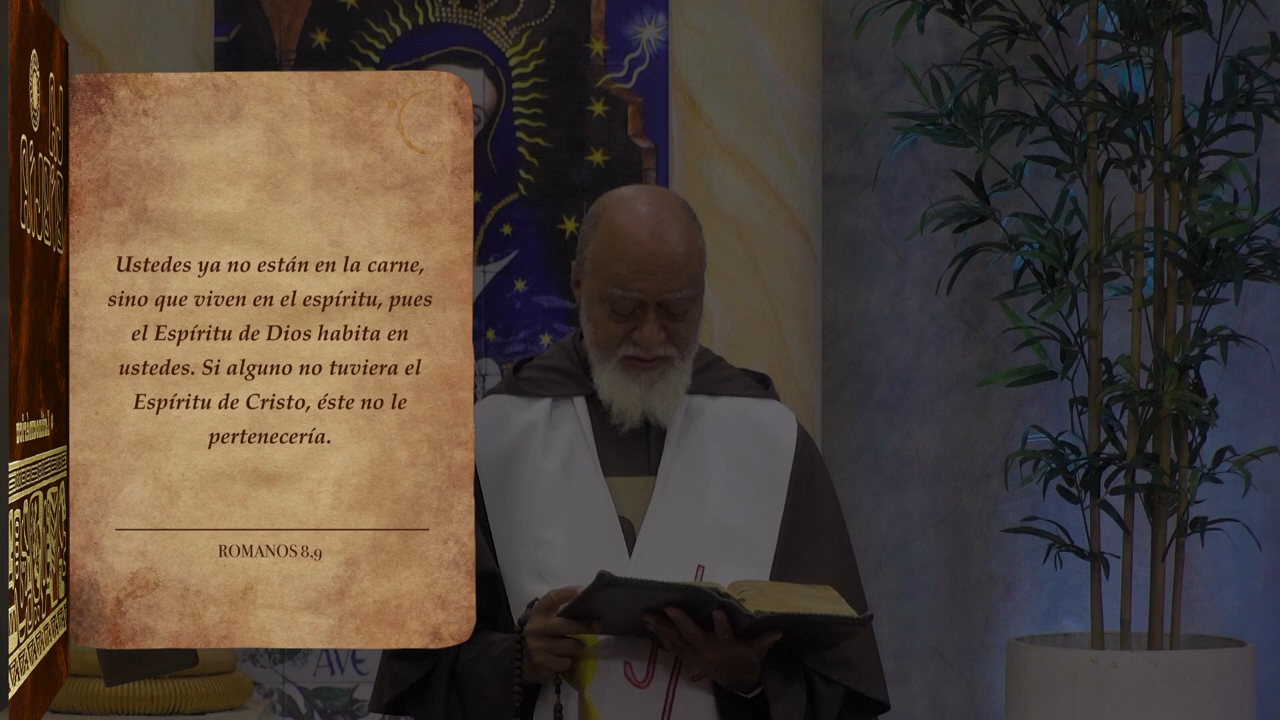 Ustedes ya no están en la carne,
sino que viven en el espíritu, pues
el Espíritu de Dios habita en
ustedes. Si alguno no tuviera el
Espíritu de Cristo, éste no le
pertenecería.
ROMANOS 8,9
AVE